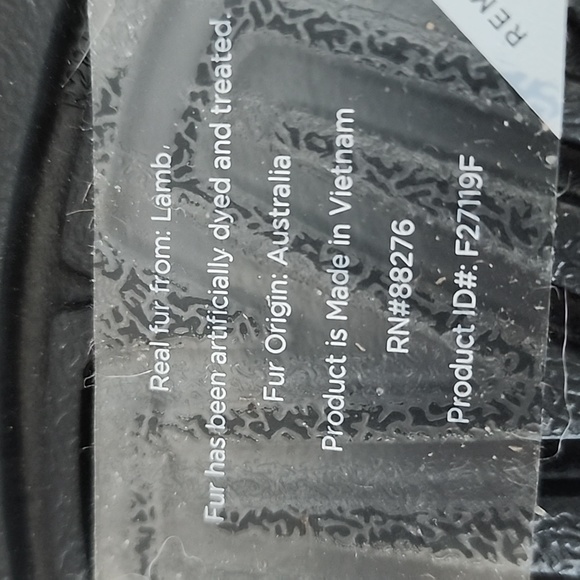 Real fur from: Lamb,
Fur has been artificially dyed and treated.
Fur Origin: Australia
Product is Made in Vietnam
RN#88276
Product ID#: F27119F
REM